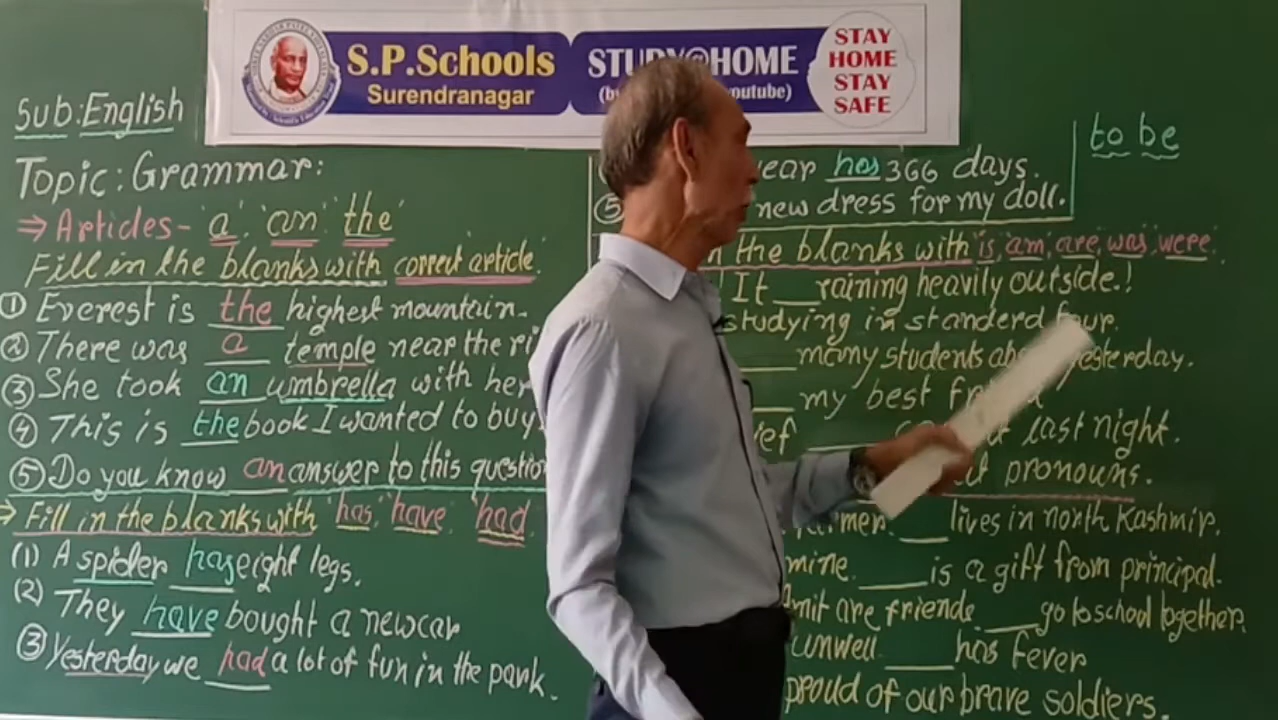 S.P.Schools
Surendranagar
STUDY@HOME
(by youtube)
STAY
HOME
STAY
SAFE
Sub:English
Topic:Grammar:
⇒ Articles- 'a' 'an' 'the'
Fill in the blanks with correct article.
① Everest is the highest mountain.
② There was a temple near the
③ She took an umbrella with her
④ This is the book I wanted to buy.
⑤ Do you know an answer to this question
→ Fill in the blanks with 'has', 'have', 'had'
(1) A spider has eight legs.
(2) They have bought a new car
③ Yesterday we had a lot of fun in the park.
to be
year has 366 days.
⑤ new dress for my doll.
the blanks with 'is, am, are, was, were'.
It ___ raining heavily outside.!
studying in standerd four.
___ many students yesterday.
___ my best
___ last night.
pronouns.
___ lives in north Kashmir.
mine. ___ is a gift from principal.
are friends. ___ go to school together.
unwell. ___ has fever
proud of our brave soldiers.